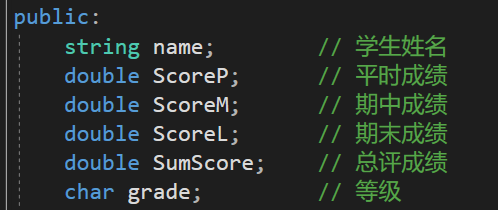 public:
string name; // 学生姓名
double ScoreP; // 平时成绩
double ScoreM; // 期中成绩
double ScoreL; // 期末成绩
double SumScore; // 总评成绩
char grade; // 等级